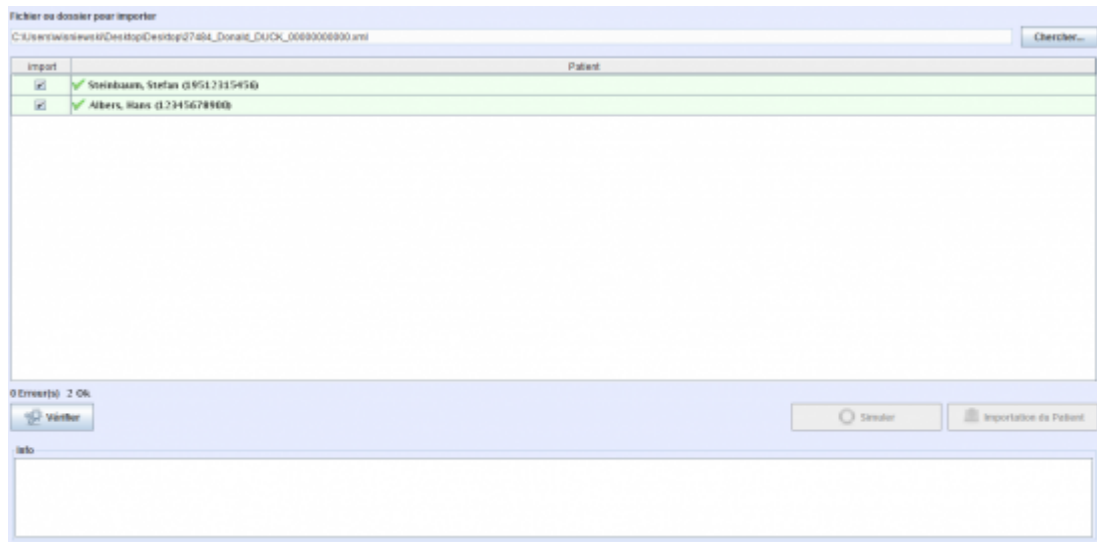 Fichier ou dossier pour importer
C:\Users\wisniewski\Desktop\Desktop\27484_Donald_DUCK_00000000000.xml Chercher...
import Patient
Steinbaum, Stefan (19512315456)
Albers, Hans (12345678900)
0 Erreur(s) 2 Ok
Vérifier Simuler Importation du Patient
Info